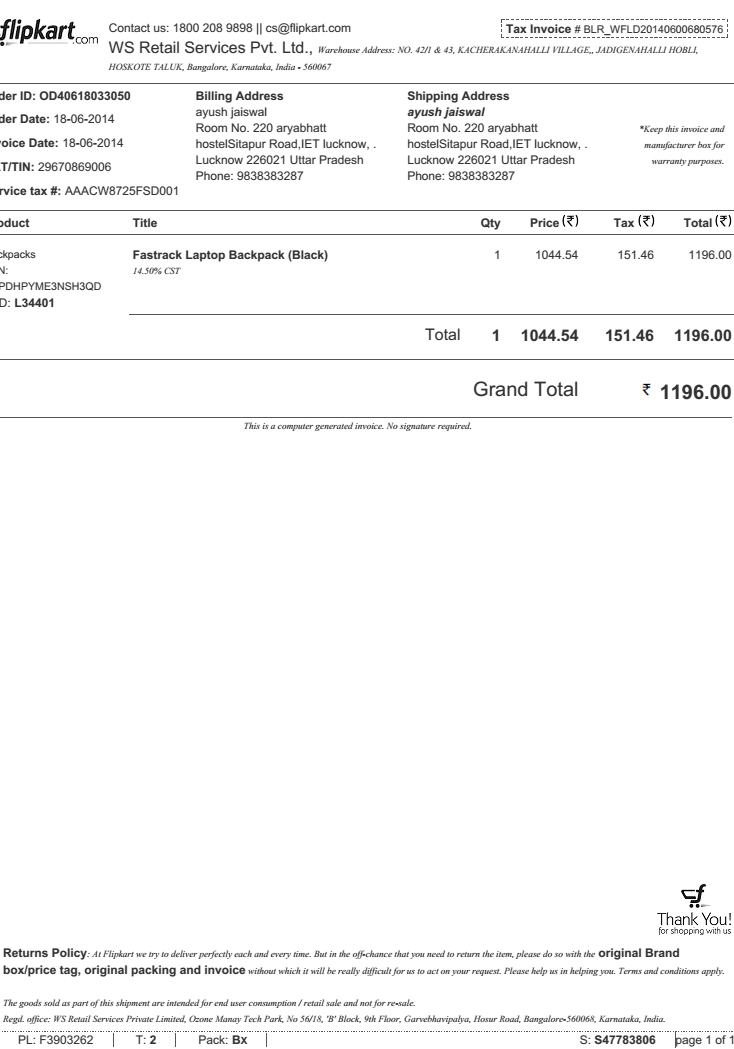 flipkart.com
Contact us: 1800 208 9898 || cs@flipkart.com
Tax Invoice # BLR_WFLD20140600680576
WS Retail Services Pvt. Ltd., Warehouse Address: NO. 42/1 & 43, KACHERAKANAHALLI VILLAGE,, JADIGENAHALLI HOBLI,
HOSKOTE TALUK, Bangalore, Karnataka, India - 560067
der ID: OD40618033050
der Date: 18-06-2014
voice Date: 18-06-2014
T/TIN: 29670869006
rvice tax #: AAACW8725FSD001
Billing Address
ayush jaiswal
Room No. 220 aryabhatt
hostelSitapur Road,IET lucknow, .
Lucknow 226021 Uttar Pradesh
Phone: 9838383287
Shipping Address
ayush jaiswal
Room No. 220 aryabhatt
hostelSitapur Road,IET lucknow, .
Lucknow 226021 Uttar Pradesh
Phone: 9838383287
*Keep this invoice and
manufacturer box for
warranty purposes.
oduct Title Qty Price (₹) Tax (₹) Total (₹)
ckpacks Fastrack Laptop Backpack (Black) 1 1044.54 151.46 1196.00
N: 14.50% CST
PDHPYME3NSH3QD
D: L34401
Total 1 1044.54 151.46 1196.00
Grand Total ₹ 1196.00
This is a computer generated invoice. No signature required.
Thank You!
for shopping with us
Returns Policy: At Flipkart we try to deliver perfectly each and every time. But in the off-chance that you need to return the item, please do so with the original Brand
box/price tag, original packing and invoice without which it will be really difficult for us to act on your request. Please help us in helping you. Terms and conditions apply.
The goods sold as part of this shipment are intended for end user consumption / retail sale and not for re-sale.
Regd. office: WS Retail Services Private Limited, Ozone Manay Tech Park, No 56/18, 'B' Block, 9th Floor, Garvebhavipalya, Hosur Road, Bangalore-560068, Karnataka, India.
PL: F3903262 | T: 2 | Pack: Bx | S: S47783806 | page 1 of 1